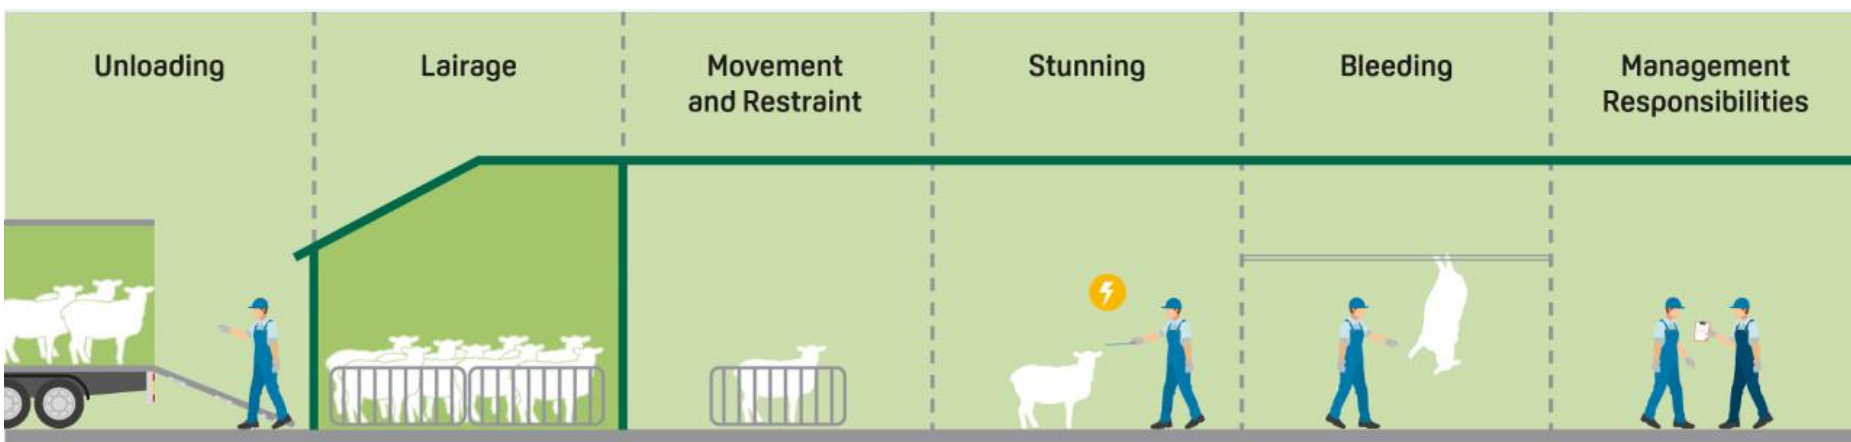 Unloading
Lairage
Movement
and Restraint
Stunning
Bleeding
Management
Responsibilities